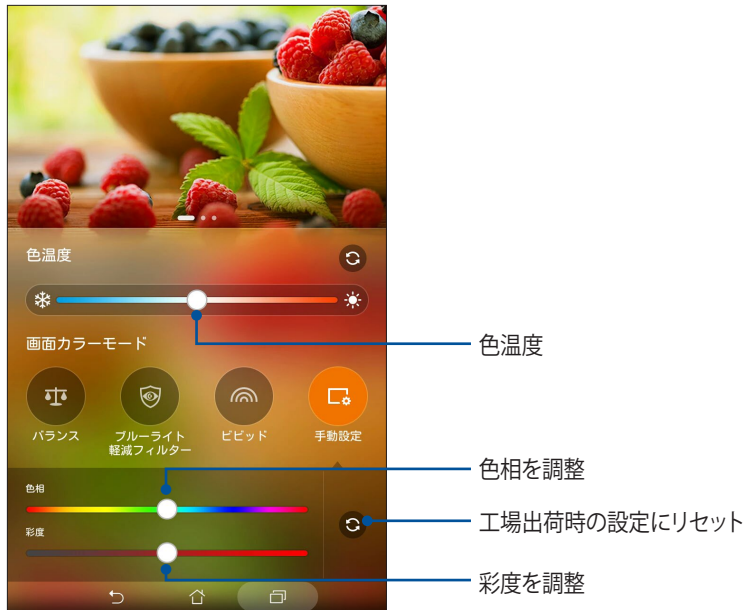 色温度
画面カラーモード
色温度
バランス
ブルーライト
軽減フィルター
ビビッド
手動設定
色相
色相を調整
工場出荷時の設定にリセット
彩度
彩度を調整